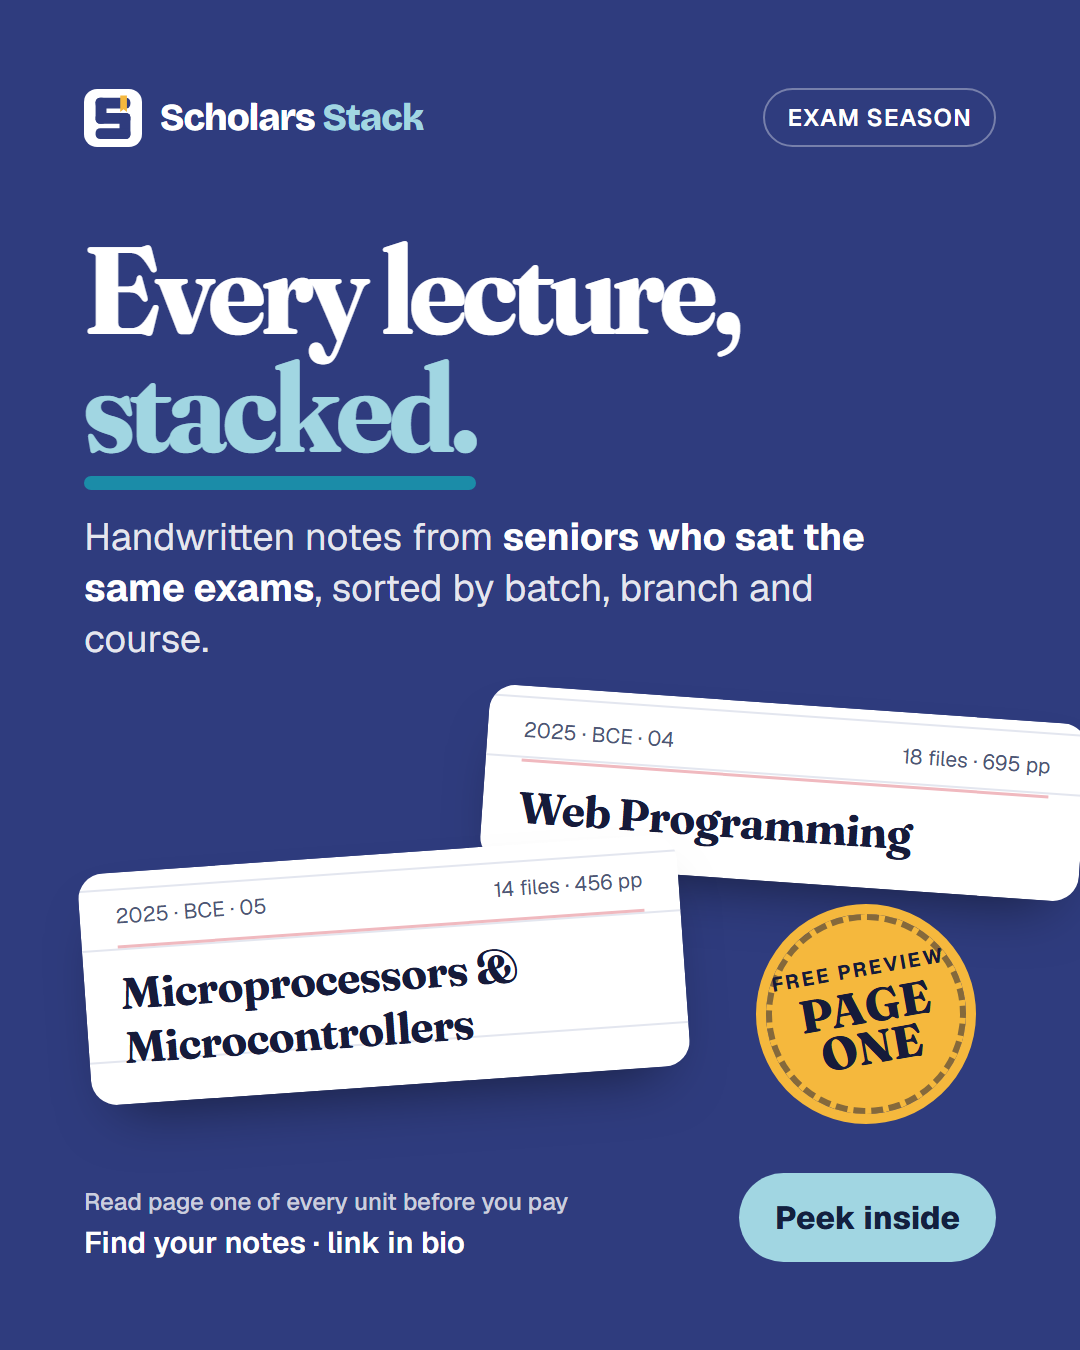 Scholars Stack
EXAM SEASON
Every lecture,
stacked.
Handwritten notes from seniors who sat the
same exams, sorted by batch, branch and
course.
2025 · BCE · 04
18 files · 695 pp
Web Programming
2025 · BCE · 05
14 files · 456 pp
Microprocessors &
Microcontrollers
FREE PREVIEW
PAGE
ONE
Read page one of every unit before you pay
Find your notes · link in bio
Peek inside